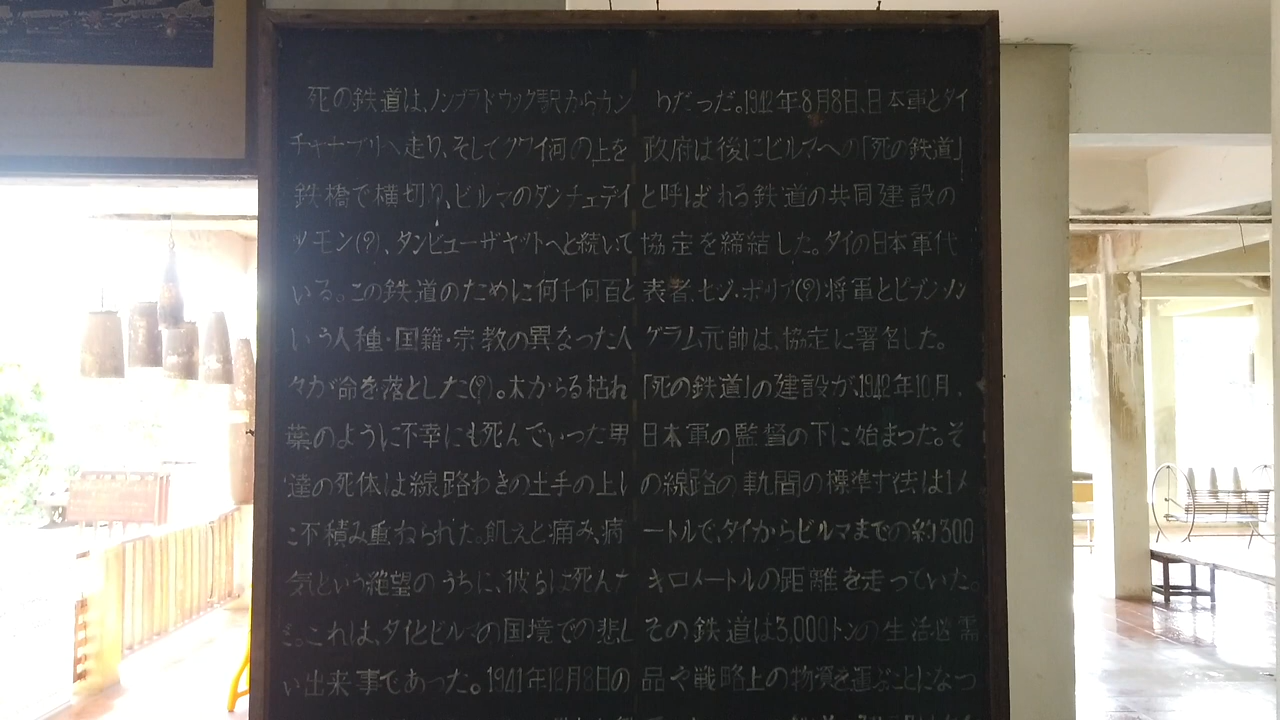 死の鉄道は、ノンプラドウック駅からカン
チャナブリへ走り、そしてクワイ河の上を
鉄橋で横切り、ビルマのダンチェディ
ツモン(?)、タンビューザヤットへと続いて
いる。この鉄道のために何千何百と
いう人種・国籍・宗教の異なった人
々が命を落とした(?)。木からる枯れ
葉のように不幸にも死んでいった男
達の死体は線路わきの土手の上に
積み重ねられた。飢えと痛み、病
気という絶望のうちに、彼らは死んだ
。これは、タイとビルマの国境での悲し
い出来事であった。1941年12月8日の
りだった。1942年8月8日、日本軍とタイ
政府は後にビルマへの「死の鉄道」
と呼ばれる鉄道の共同建設の
協定を締結した。タイの日本軍代
表者、セジ・ボリア(?)将軍とピブンソン
グラム元帥は、協定に署名した。
「死の鉄道」の建設が、1942年10月、
日本軍の監督の下に始まった。そ
の線路の軌間の標準寸法は1メ
ートルで、タイからビルマまでの約300
キロメートルの距離を走っていた。
その鉄道は3,000トンの生活必需
品や戦略上の物資を運ぶことになっ